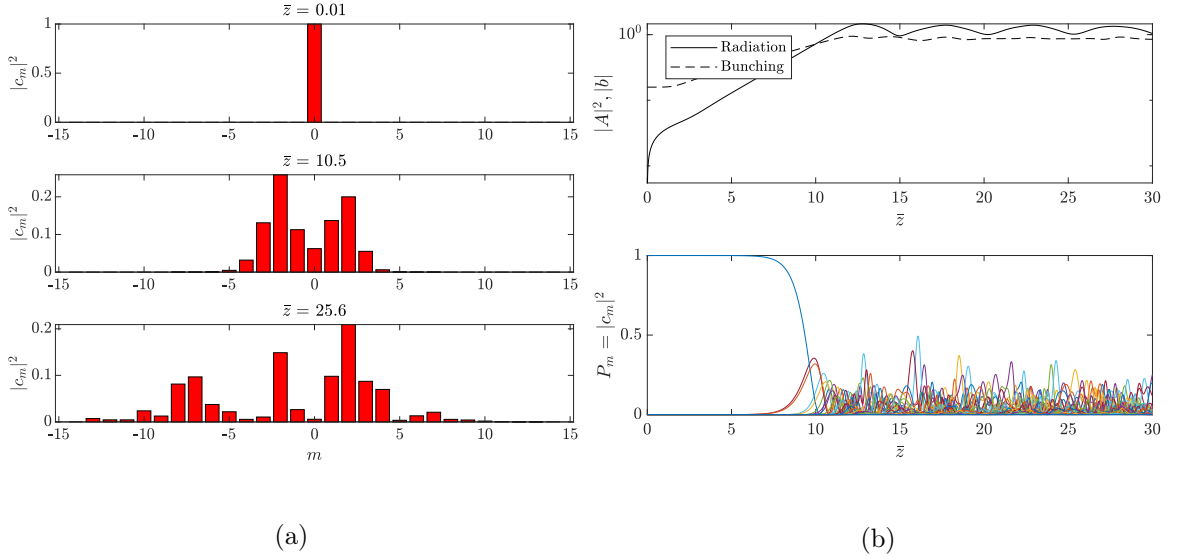 z̄ = 0.01
|c_m|^2
1
0.5
0
-15 -10 -5 0 5 10 15
z̄ = 10.5
|c_m|^2
0.2
0.1
0
-15 -10 -5 0 5 10 15
z̄ = 25.6
|c_m|^2
0.2
0.1
0
-15 -10 -5 0 5 10 15
m
(a)
|A|^2, |b|
10^0
Radiation
Bunching
0 5 10 15 20 25 30
z̄
P_m = |c_m|^2
1
0.5
0
0 5 10 15 20 25 30
z̄
(b)